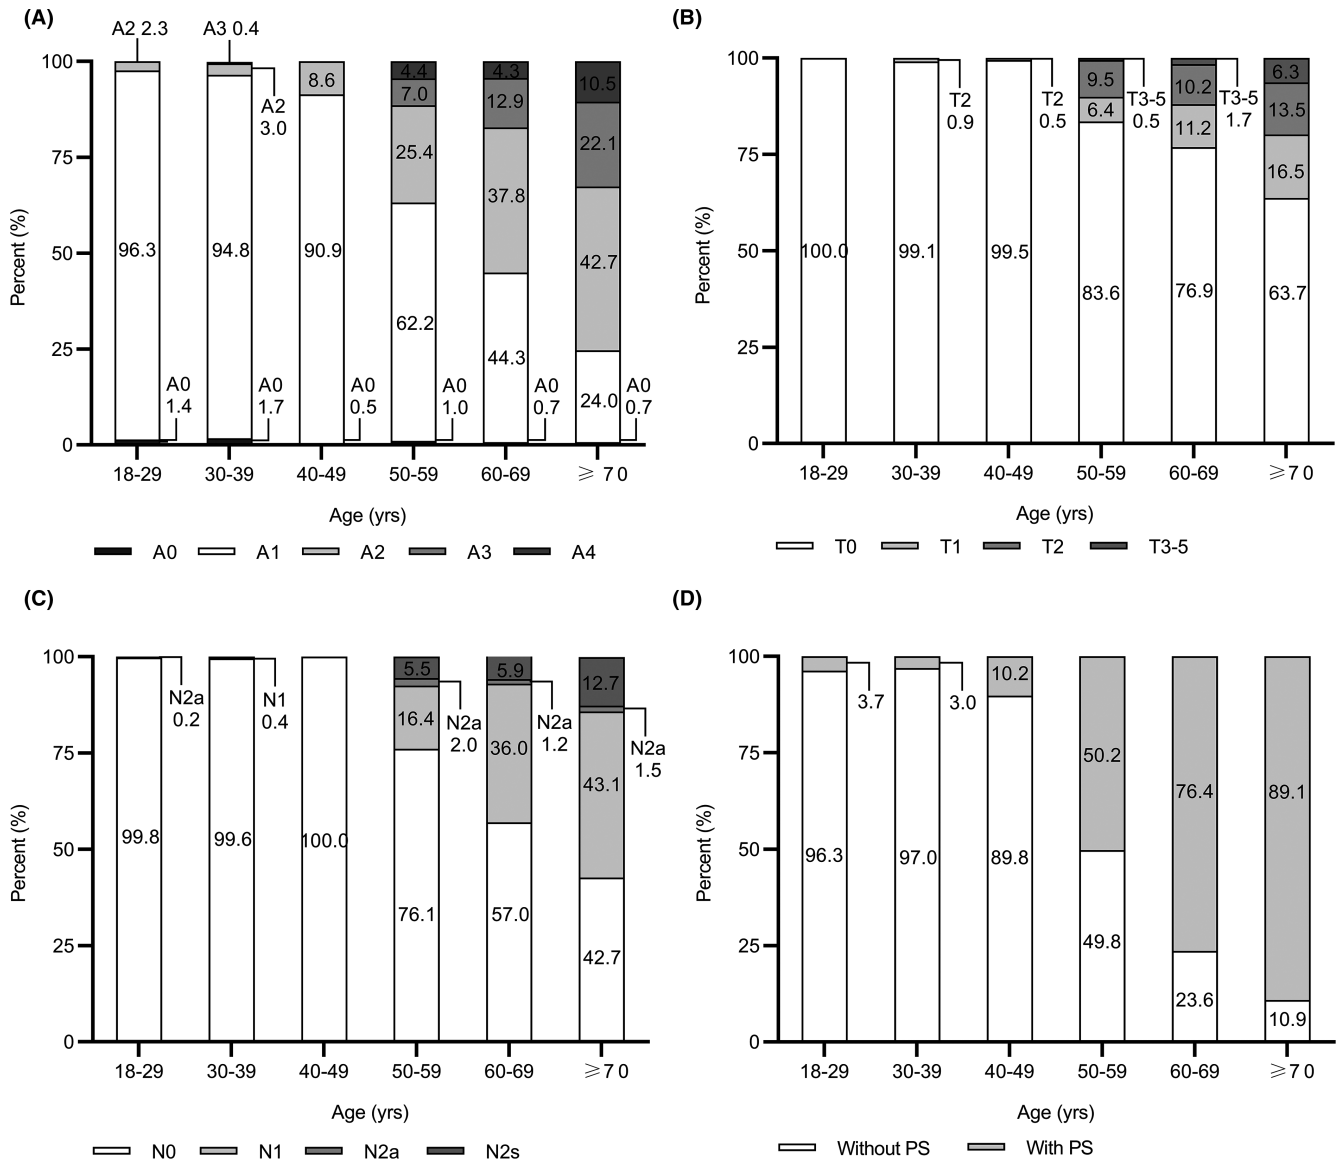 (A)
A2 2.3
A3 0.4
100
75
50
25
0
Percent (%)
96.3
A0
1.4
A2
3.0
94.8
A0
1.7
8.6
90.9
A0
0.5
4.4
7.0
25.4
62.2
A0
1.0
4.3
12.9
37.8
44.3
A0
0.7
10.5
22.1
42.7
24.0
A0
0.7
18-29 30-39 40-49 50-59 60-69 ≥70
Age (yrs)
A0 A1 A2 A3 A4
(B)
100
75
50
25
0
Percent (%)
100.0
T2
0.9
99.1
T2
0.5
99.5
9.5
6.4
83.6
T3-5
0.5
10.2
11.2
76.9
T3-5
1.7
6.3
13.5
16.5
63.7
18-29 30-39 40-49 50-59 60-69 ≥70
Age (yrs)
T0 T1 T2 T3-5
(C)
100
75
50
25
0
Percent (%)
N2a
0.2
99.8
N1
0.4
99.6
100.0
5.5
16.4
76.1
N2a
2.0
5.9
36.0
57.0
N2a
1.2
12.7
43.1
42.7
N2a
1.5
18-29 30-39 40-49 50-59 60-69 ≥70
Age (yrs)
N0 N1 N2a N2s
(D)
100
75
50
25
0
Percent (%)
3.7
96.3
3.0
97.0
10.2
89.8
50.2
49.8
76.4
23.6
89.1
10.9
18-29 30-39 40-49 50-59 60-69 ≥70
Age (yrs)
Without PS With PS